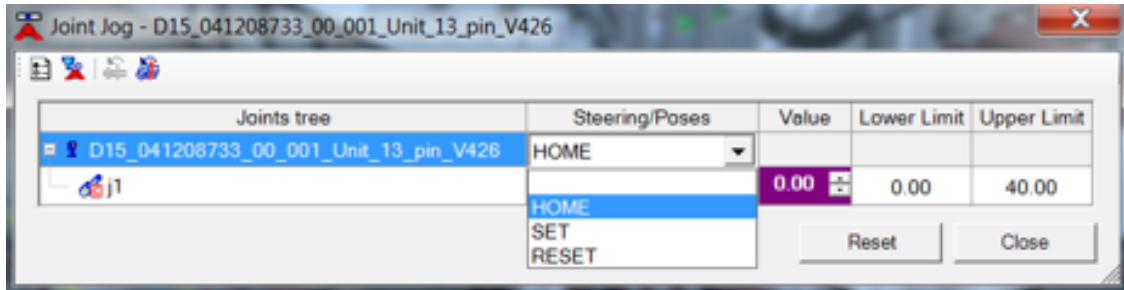 Joint Jog - D15_041208733_00_001_Unit_13_pin_V426
Joints tree Steering/Poses Value Lower Limit Upper Limit
D15_041208733_00_001_Unit_13_pin_V426 HOME
j1 0.00 0.00 40.00
HOME
SET
RESET
Reset Close